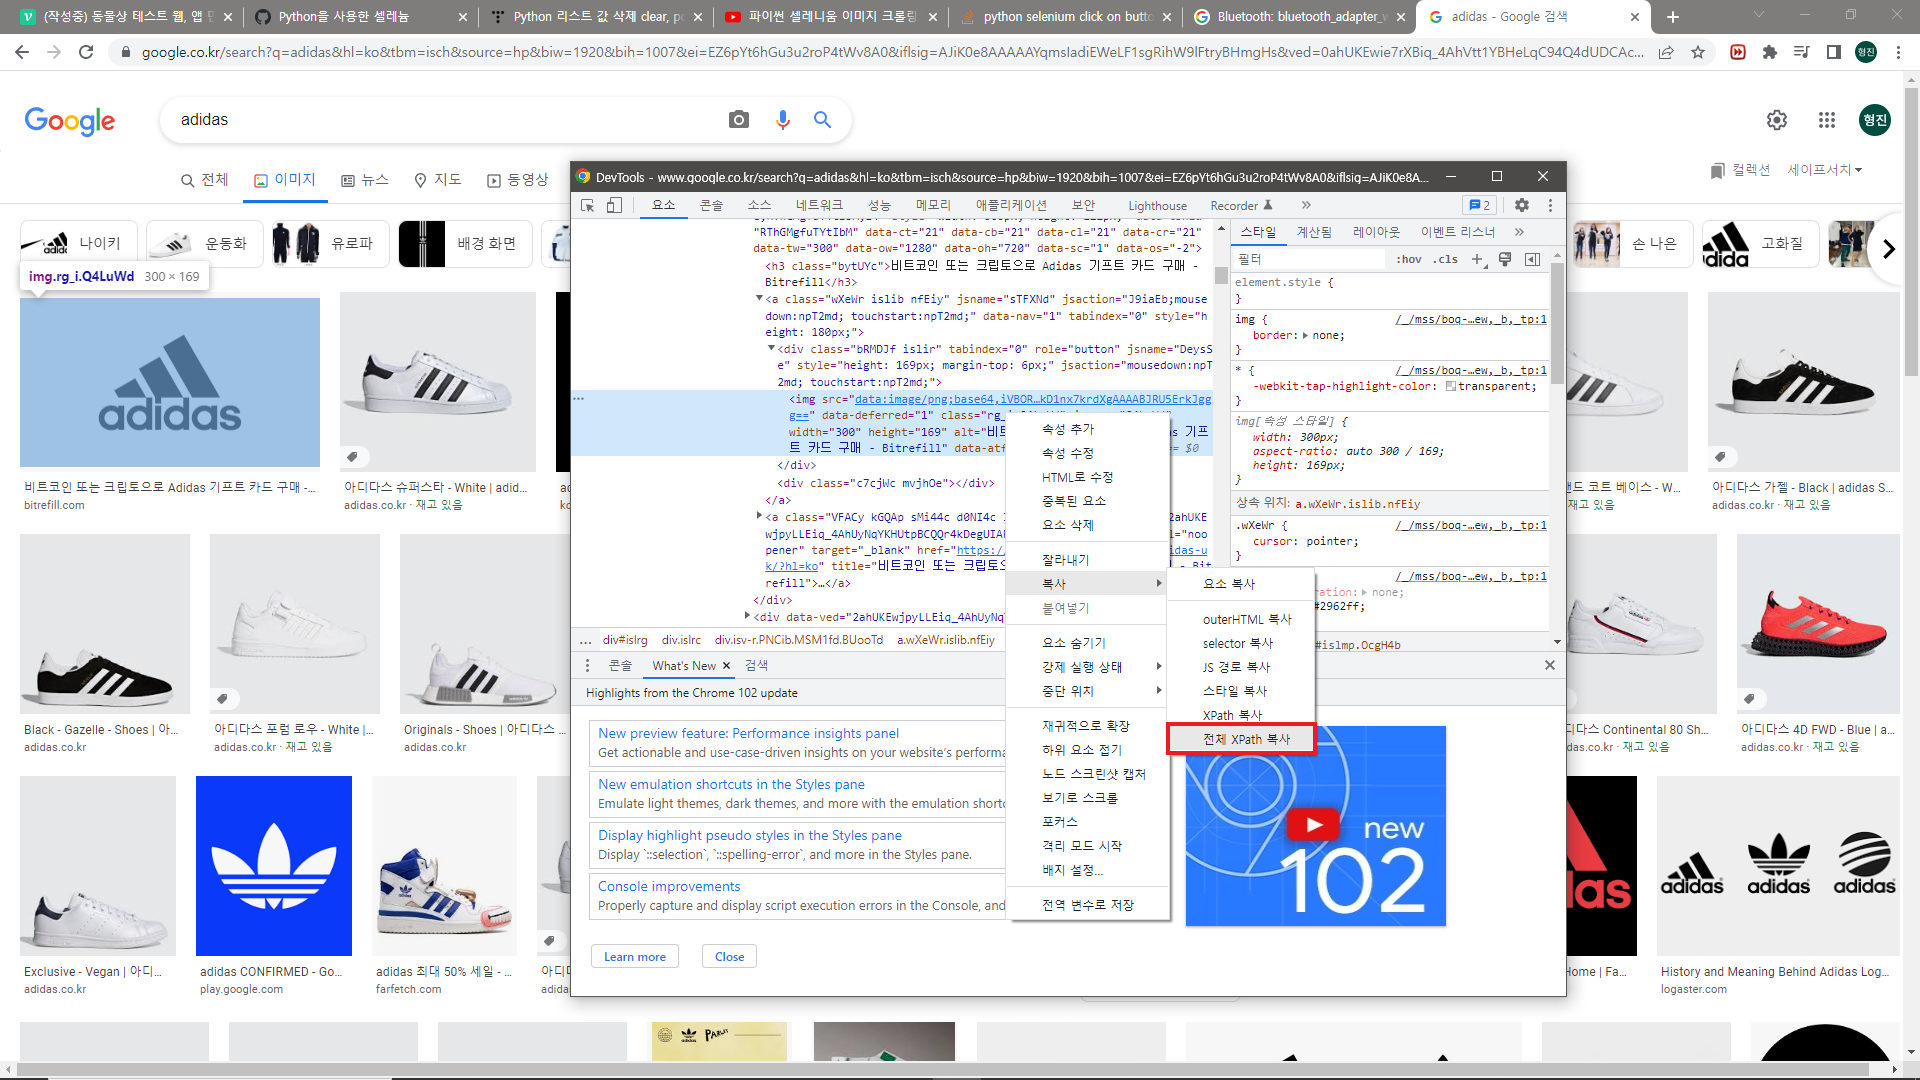 (작성중) 동물상 테스트 웹, 앱 만
Python을 사용한 셀레늄
Python 리스트 값 삭제 clear, po
파이썬 셀레니움 이미지 크롤링
python selenium click on butto
Bluetooth: bluetooth_adapter_w
adidas - Google 검색
google.co.kr/search?q=adidas&hl=ko&tbm=isch&source=hp&biw=1920&bih=1007&ei=EZ6pYt6hGu3u2roP4tWv8A0&iflsig=AJiK0e8AAAAAYqmsIadiEWeLF1sgRihW9lFtryBHmgHs&ved=0ahUKEwie7rXBiq_4AhVtt1YBHeLqC94Q4dUDCAc...
형진
Google
adidas
형진
전체
이미지
뉴스
지도
동영상
컬렉션
세이프서치
나이키
운동화
유로파
배경 화면
손 나은
고화질
img.rg_i.Q4LuWd 300 × 169
DevTools - www.google.co.kr/search?q=adidas&hl=ko&tbm=isch&source=hp&biw=1920&bih=1007&ei=EZ6pYt6hGu3u2roP4tWv8A0&iflsig=AJiK0e8A...
요소
콘솔
소스
네트워크
성능
메모리
애플리케이션
보안
Lighthouse
Recorder
2
"RThGMgfuTYtIbM" data-ct="21" data-cb="21" data-cl="21" data-cr="21"
data-tw="300" data-ow="1280" data-oh="720" data-sc="1" data-os="-2">
<h3 class="bytUYc">비트코인 또는 크립토으로 Adidas 기프트 카드 구매 -
Bitrefill</h3>
<a class="wXeWr islib nfEiy" jsname="sTFXNd" jsaction="J9iaEb;mouse
down:npT2md; touchstart:npT2md;" data-nav="1" tabindex="0" style="h
eight: 180px;">
<div class="bRMDJf islir" tabindex="0" role="button" jsname="DeysS
e" style="height: 169px; margin-top: 6px;" jsaction="mousedown:npT
2md; touchstart:npT2md;">
<img src="data:image/png;base64,iVBOR…kD1nx7krdXgAAAABJRU5ErkJgg
g==" data-deferred="1" class="rg_
width="300" height="169" alt="비트
as 기프
트 카드 구매 - Bitrefill" data-atf
== $0
</div>
<div class="c7cjWc mvjhOe"></div>
</a>
<a class="VFACy kGQAp sMi44c d0NI4c
2ahUKE
wjpyLLEiq_4AhUyNqYKHUtpBCQQr4kDegUIA
l="noo
pener" target="_blank" href="https://
idas-u
k/?hl=ko" title="비트코인 또는 크립토으
- Bit
refill">…</a>
</div>
<div data-ved="2ahUKEwjpyLLEiq_4AhUyNq
... div#islrg div.islrc div.isv-r.PNCib.MSM1fd.BUooTd a.wXeWr.islib.nfEiy
스타일
계산됨
레이아웃
이벤트 리스너
필터
:hov
.cls
element.style {
}
img {
/_/mss/boq-…ew,_b,_tp:1
border: none;
}
* {
/_/mss/boq-…ew,_b,_tp:1
-webkit-tap-highlight-color: transparent;
}
img[속성 스타일] {
width: 300px;
aspect-ratio: auto 300 / 169;
height: 169px;
}
상속 위치: a.wXeWr.islib.nfEiy
.wXeWr {
/_/mss/boq-…ew,_b,_tp:1
cursor: pointer;
}
/_/mss/boq-…ew,_b,_tp:1
ration: none;
#2962ff;
#islmp.OcgH4b
속성 추가
속성 수정
HTML로 수정
중복된 요소
요소 삭제
잘라내기
복사
붙여넣기
요소 숨기기
강제 실행 상태
중단 위치
재귀적으로 확장
하위 요소 접기
노드 스크린샷 캡처
보기로 스크롤
포커스
격리 모드 시작
배지 설정...
전역 변수로 저장
요소 복사
outerHTML 복사
selector 복사
JS 경로 복사
스타일 복사
XPath 복사
전체 XPath 복사
콘솔
What's New
검색
Highlights from the Chrome 102 update
New preview feature: Performance insights panel
Get actionable and use-case-driven insights on your website's performa
New emulation shortcuts in the Styles pane
Emulate light themes, dark themes, and more with the emulation shortc
Display highlight pseudo styles in the Styles pane
Display `::selection`, `::spelling-error`, and more in the Styles pane.
Console improvements
Properly capture and display script execution errors in the Console, and
Learn more
Close
new
102
adidas
비트코인 또는 크립토으로 Adidas 기프트 카드 구매 -...
bitrefill.com
아디다스 슈퍼스타 - White | adid...
adidas.co.kr · 재고 있음
랜드 코트 베이스 - W...
재고 있음
아디다스 가젤 - Black | adidas S...
adidas.co.kr · 재고 있음
Black - Gazelle - Shoes | 아...
adidas.co.kr
아디다스 포럼 로우 - White |...
adidas.co.kr · 재고 있음
Originals - Shoes | 아디다스 ...
adidas.co.kr
디다스 Continental 80 Sh...
adidas.co.kr · 재고 있음
아디다스 4D FWD - Blue | a...
adidas.co.kr · 재고 있음
Exclusive - Vegan | 아디...
adidas.co.kr
adidas CONFIRMED - Go...
play.google.com
adidas 최대 50% 세일 - ...
farfetch.com
아디
adida
Home | Fa...
adidas
adidas
adidas
History and Meaning Behind Adidas Log...
logaster.com
adidas
PARLEY